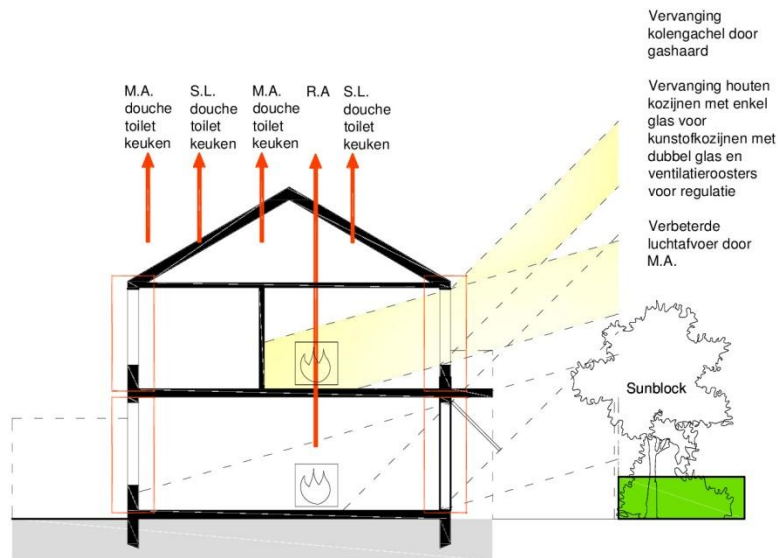 Vervanging
kolengachel door
gashaard
Vervanging houten
kozijnen met enkel
glas voor
kunstofkozijnen met
dubbel glas en
ventilatieroosters
voor regulatie
Verbeterde
luchtafvoer door
M.A.
M.A.
douche
toilet
keuken
S.L.
douche
toilet
keuken
M.A.
douche
toilet
keuken
R.A
S.L.
douche
toilet
keuken
Sunblock